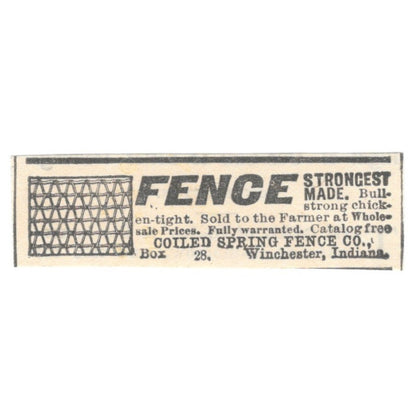 FENCE STRONGEST
MADE. Bull-
strong chick-
en-tight. Sold to the Farmer at Whole-
sale Prices. Fully warranted. Catalog free
COILED SPRING FENCE CO.,
Box 28, Winchester, Indiana.